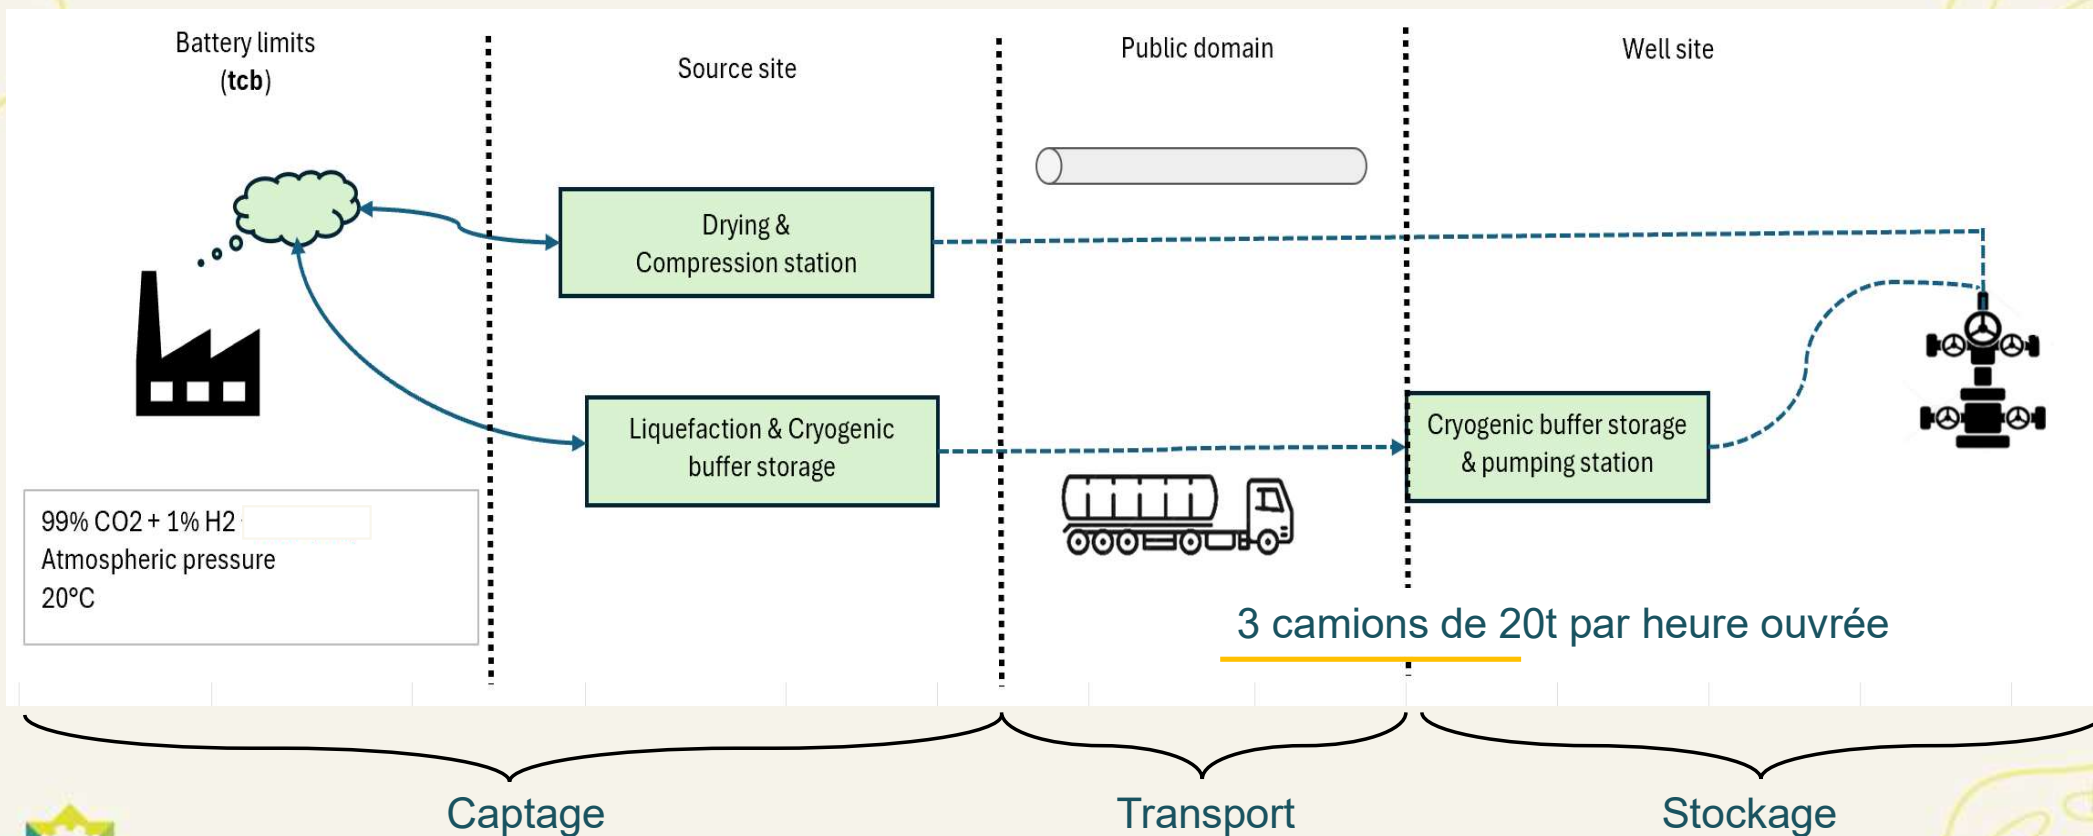 Battery limits
(tcb)
Source site
Public domain
Well site
Drying &
Compression station
Liquefaction & Cryogenic
buffer storage
Cryogenic buffer storage
& pumping station
99% CO2 + 1% H2
Atmospheric pressure
20°C
3 camions de 20t par heure ouvrée
Captage
Transport
Stockage